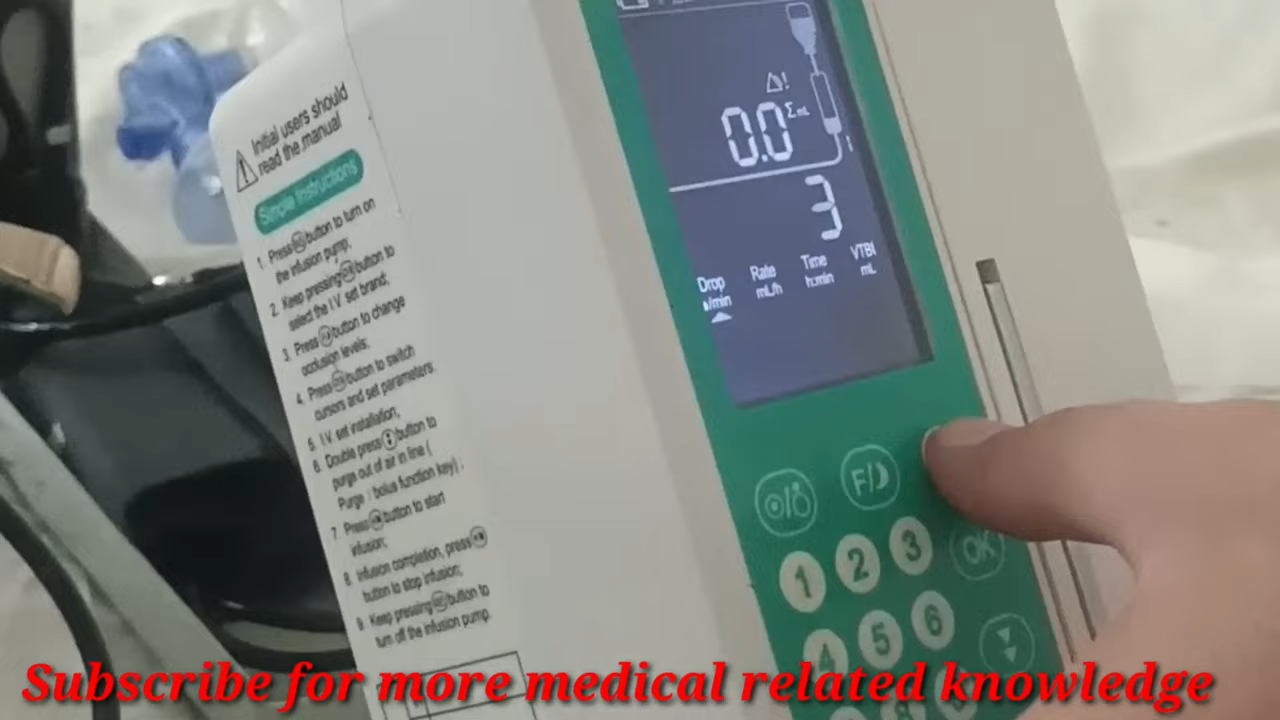 Initial users should
read the manual
Simple Instructions
1. Press button to turn on
the infusion pump;
2. Keep pressing button to
select the I.V. set brand;
3. Press button to change
occlusion levels;
4. Press button to switch
cursors and set parameters;
5. I.V. set installation;
6. Double press button to
purge out of air in line (
Purge / bolus function key);
7. Press button to start
infusion;
8. Infusion completion, press
button to stop infusion;
9. Keep pressing button to
turn off the infusion pump.
!
0.0 ΣmL
3
Drop Rate Time VTBI
/min mL/h h:min mL
F/
1 2 3 OK
4 5 6
Subscribe for more medical related knowledge